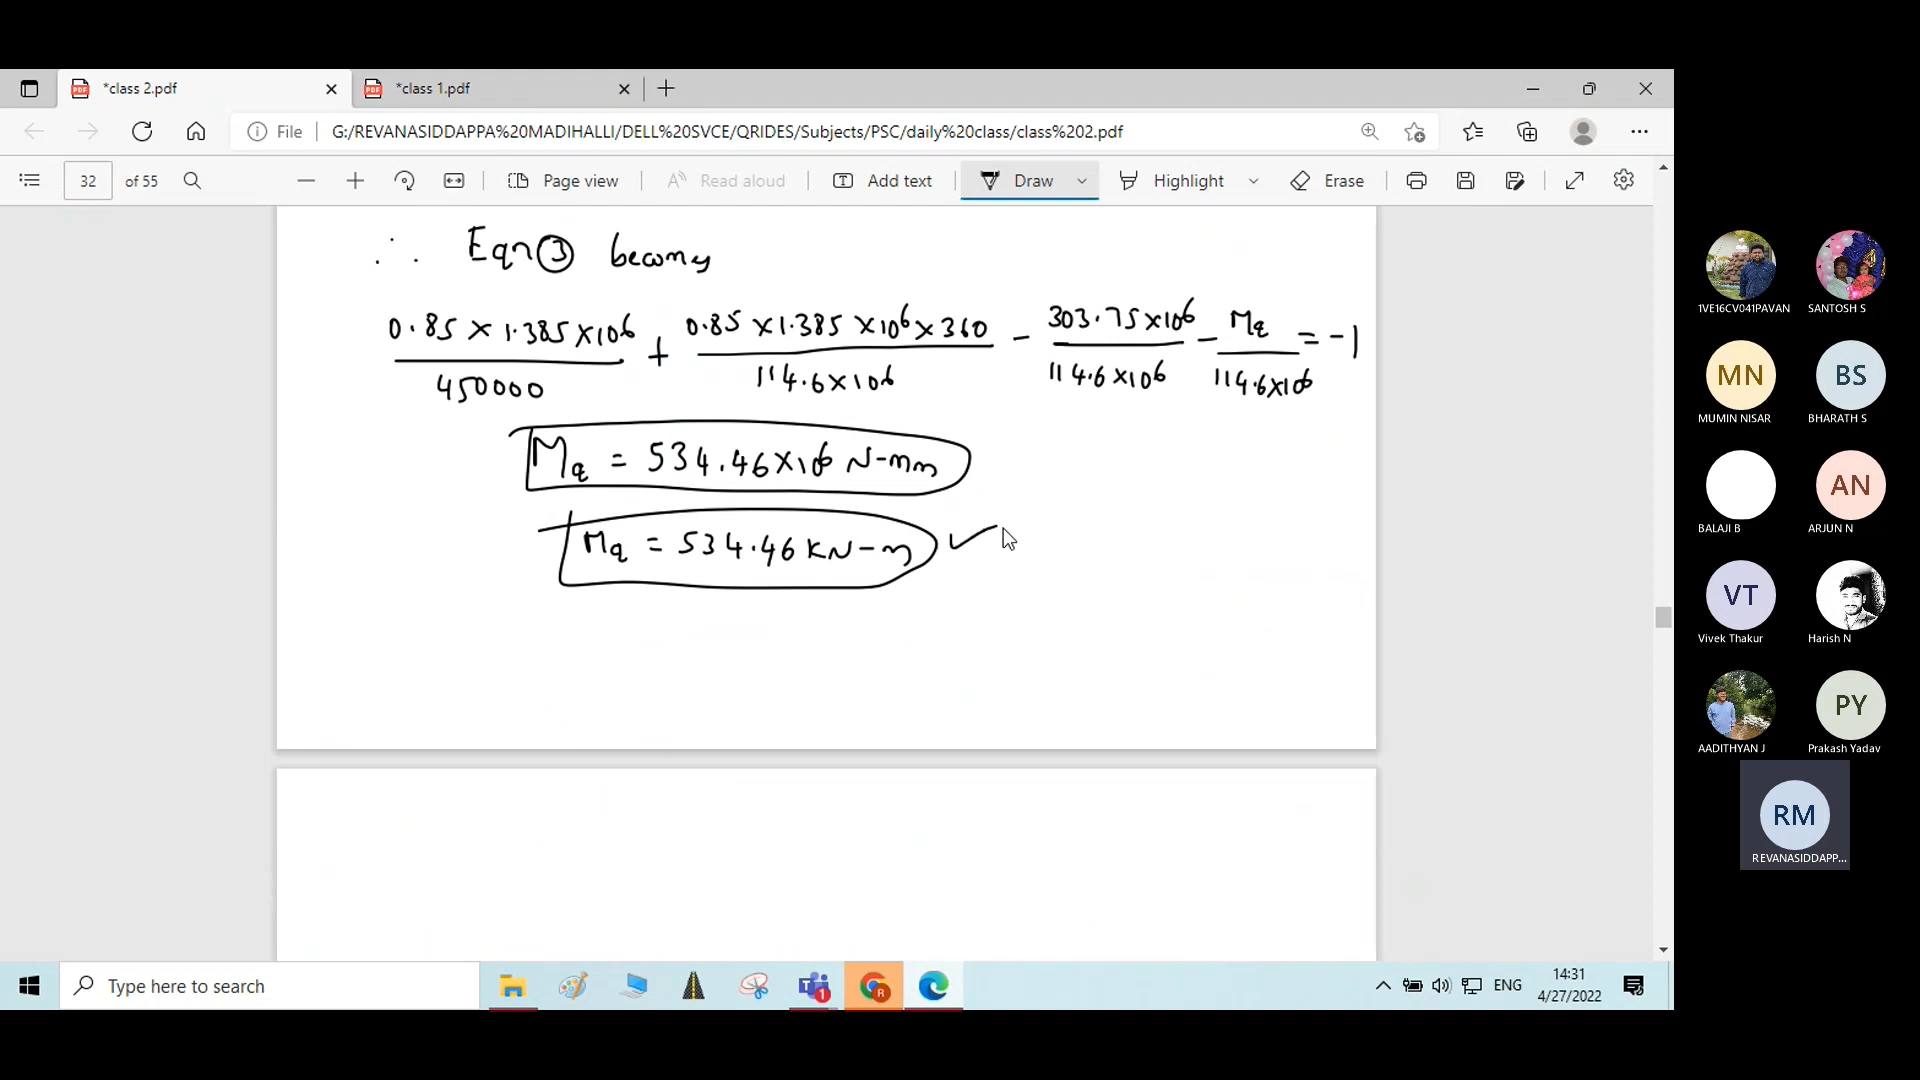 *class 2.pdf
*class 1.pdf
File
G:/REVANASIDDAPPA%20MADIHALLI/DELL%20SVCE/QRIDES/Subjects/PSC/daily%20class/class%202.pdf
32 of 55
Page view
Read aloud
Add text
Draw
Highlight
Erase
∴ Eqn ③ becomes
0.85 × 1.385 × 10⁶ / 450000 + 0.85 × 1.385 × 10⁶ × 360 / 114.6 × 10⁶ − 303.75 × 10⁶ / 114.6 × 10⁶ − Mq / 114.6 × 10⁶ = −1
Mq = 534.46 × 10⁶ N-mm
Mq = 534.46 KN-m
1VE16CV041PAVAN
SANTOSH S
MN
MUMIN NISAR
BS
BHARATH S
BALAJI B
AN
ARJUN N
VT
Vivek Thakur
Harish N
AADITHYAN J
PY
Prakash Yadav
RM
REVANASIDDAPP...
Type here to search
1
R
ENG
14:31
4/27/2022